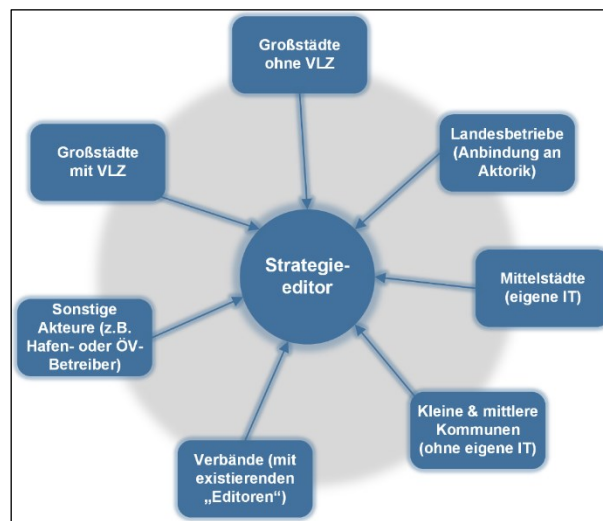 Großstädte
ohne VLZ
Landesbetriebe
(Anbindung an
Aktorik)
Mittelstädte
(eigene IT)
Kleine & mittlere
Kommunen
(ohne eigene IT)
Verbände (mit
existierenden
„Editoren“)
Sonstige
Akteure (z.B.
Hafen- oder ÖV-
Betreiber)
Großstädte
mit VLZ
Strategie-
editor